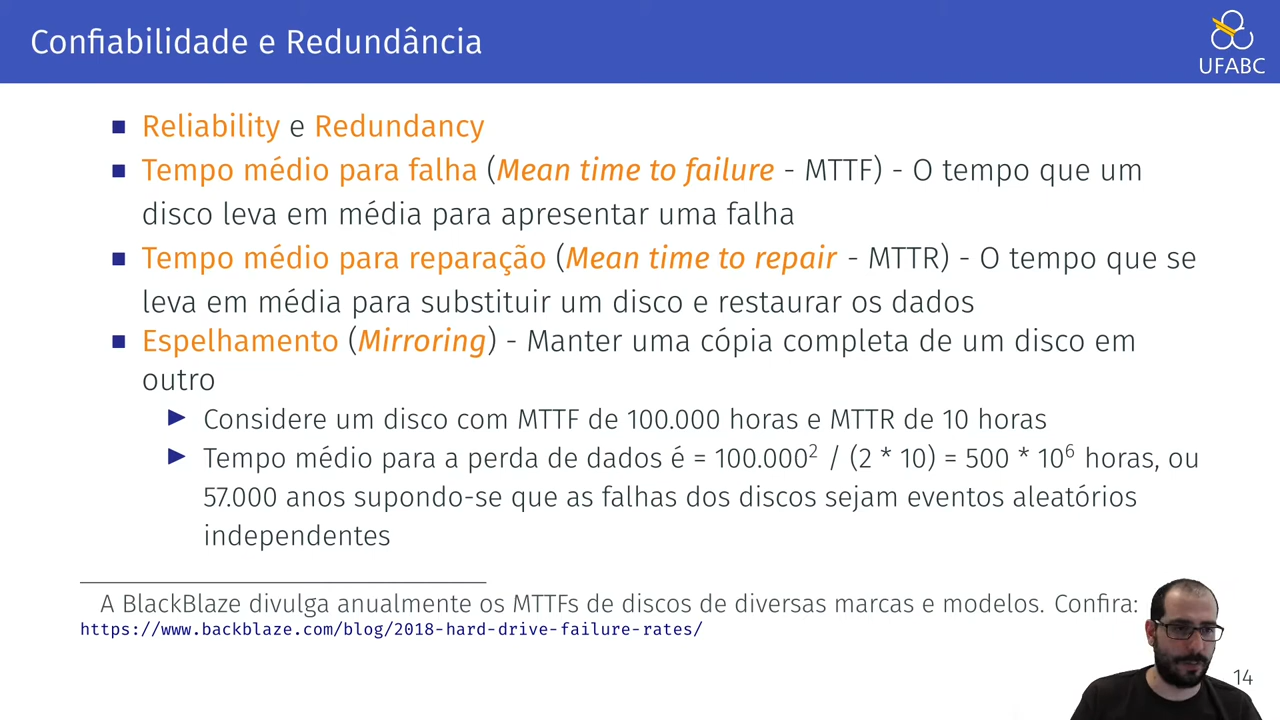 Confiabilidade e Redundância
UFABC
Reliability e Redundancy
Tempo médio para falha (Mean time to failure - MTTF) - O tempo que um
disco leva em média para apresentar uma falha
Tempo médio para reparação (Mean time to repair - MTTR) - O tempo que se
leva em média para substituir um disco e restaurar os dados
Espelhamento (Mirroring) - Manter uma cópia completa de um disco em
outro
Considere um disco com MTTF de 100.000 horas e MTTR de 10 horas
Tempo médio para a perda de dados é = 100.000² / (2 * 10) = 500 * 10⁶ horas, ou
57.000 anos supondo-se que as falhas dos discos sejam eventos aleatórios
independentes
A BlackBlaze divulga anualmente os MTTFs de discos de diversas marcas e modelos. Confira:
https://www.backblaze.com/blog/2018-hard-drive-failure-rates/
14